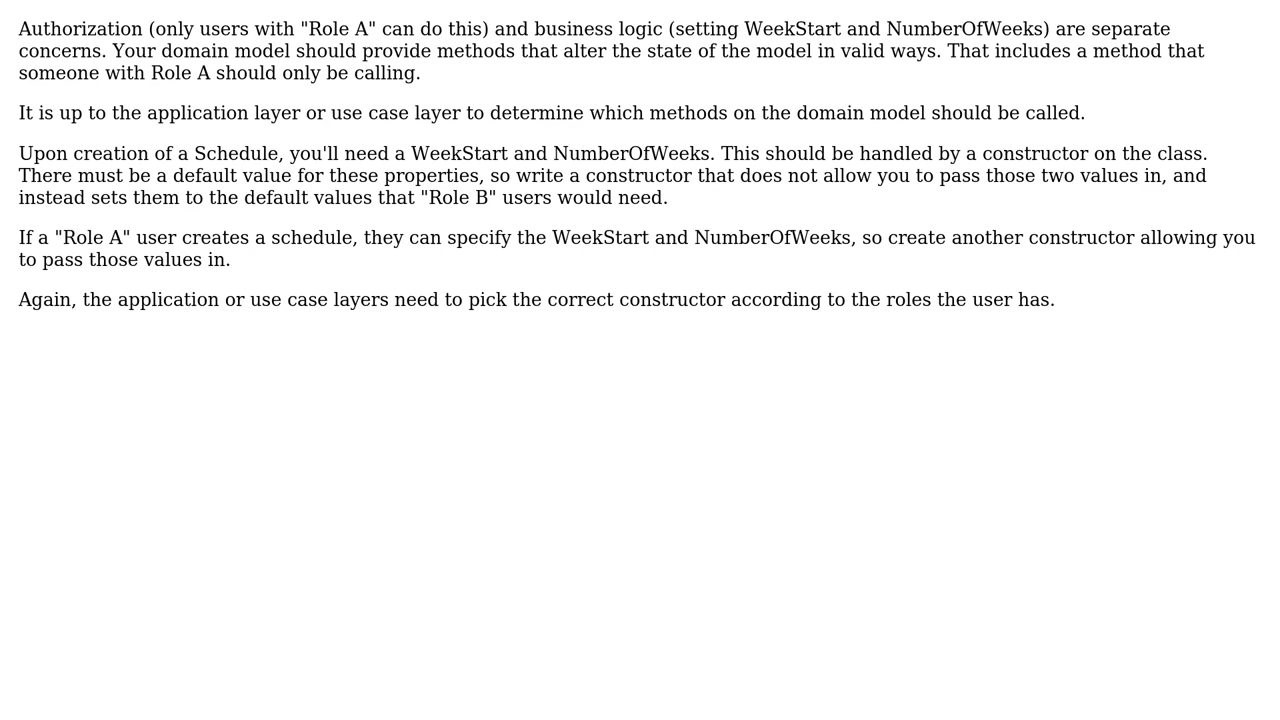 Authorization (only users with "Role A" can do this) and business logic (setting WeekStart and NumberOfWeeks) are separate
concerns. Your domain model should provide methods that alter the state of the model in valid ways. That includes a method that
someone with Role A should only be calling.
It is up to the application layer or use case layer to determine which methods on the domain model should be called.
Upon creation of a Schedule, you'll need a WeekStart and NumberOfWeeks. This should be handled by a constructor on the class.
There must be a default value for these properties, so write a constructor that does not allow you to pass those two values in, and
instead sets them to the default values that "Role B" users would need.
If a "Role A" user creates a schedule, they can specify the WeekStart and NumberOfWeeks, so create another constructor allowing you
to pass those values in.
Again, the application or use case layers need to pick the correct constructor according to the roles the user has.